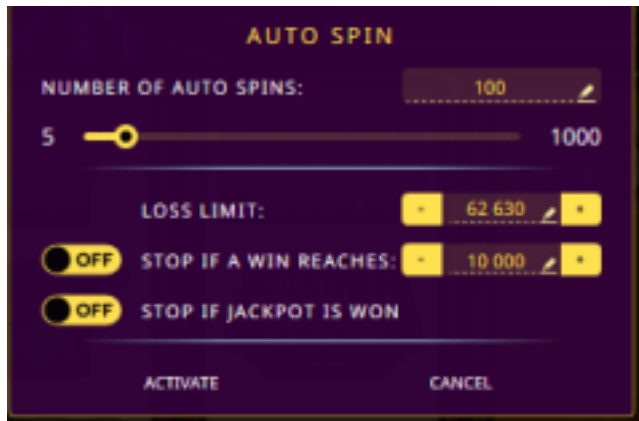 AUTO SPIN
NUMBER OF AUTO SPINS: 100
5 1000
LOSS LIMIT: - 62 630 +
OFF STOP IF A WIN REACHES: - 10 000 +
OFF STOP IF JACKPOT IS WON
ACTIVATE CANCEL